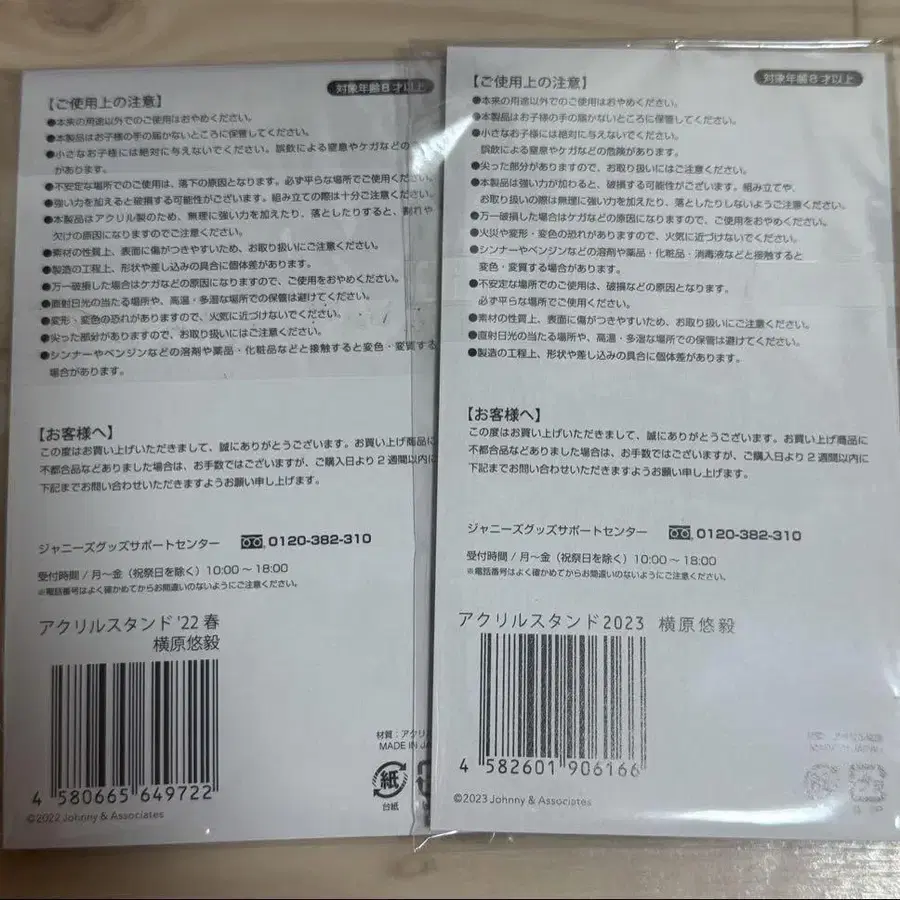 対象年齢8才以上
【ご使用上の注意】
●本来の用途以外でのご使用はおやめください。
●本製品はお子様の手の届かないところに保管してください。
●小さなお子様には絶対に与えないでください。誤飲による窒息やケガなどの
があります。
●不安定な場所でのご使用は、落下の原因となります。必ず平らな場所でご使用ください。
●強い力が加えると破損する可能性がございます。組み立ての際は十分ご注意ください。
●本製品はアクリル製のため、無理に強い力を加えたり、落としたりすると、割れや
欠けの原因になりますのでご注意ください。
●素材の性質上、表面に傷がつきやすいため、お取り扱いにご注意ください。
●製造の工程上、形状や差し込みの具合に個体差があります。
●万一破損した場合はケガなどの原因になりますので、ご使用をおやめください。
●直射日光の当たる場所や、高温・多湿な場所での保管は避けてください。
●変形・変色の恐れがありますので、火気に近づけないでください。
●尖った部分がありますので、お取り扱いにはご注意ください。
●シンナーやベンジンなどの溶剤や薬品・化粧品などと接触すると変色・変質する
場合があります。
【お客様へ】
この度はお買い上げいただきまして、誠にありがとうございます。お買い上げ商品に
不都合品などありました場合は、お手数ではございますが、ご購入日より2週間以内に
下記までお問い合わせいただきますようお願い申し上げます。
ジャニーズグッズサポートセンター 0120-382-310
受付時間/月～金（祝祭日を除く）10:00～18:00
※電話番号はよく確かめてからお間違いのないようにご注意ください。
アクリルスタンド'22春
横原悠毅
材質：アクリル
MADE IN JA
紙
台紙
4 580665 649722
©2022 Johnny & Associates
対象年齢8才以上
【ご使用上の注意】
●本来の用途以外でのご使用はおやめください。
●本製品はお子様の手の届かないところに保管してください。
●小さなお子様には絶対に与えないでください。
誤飲による窒息やケガなどの危険があります。
●尖った部分がありますので、お取り扱いにはご注意ください。
●本製品は強い力が加わると、破損する可能性がございます。組み立てや、
お取り扱いの際は無理に強い力を加えたり、落としたりしないようご注意ください。
●万一破損した場合はケガなどの原因になりますので、ご使用をおやめください。
●火災や変形・変色の恐れがありますので、火気に近づけないでください。
●シンナーやベンジンなどの溶剤や薬品・化粧品・消毒液などと接触すると
変色・変質する場合があります。
●不安定な場所でのご使用は、破損などの原因となります。
必ず平らな場所でご使用ください。
●素材の性質上、表面に傷がつきやすいため、お取り扱いにご注意ください。
●直射日光の当たる場所や、高温・多湿な場所での保管は避けてください。
●製造の工程上、形状や差し込みの具合に個体差があります。
【お客様へ】
この度はお買い上げいただきまして、誠にありがとうございます。お買い上げ商品に
不都合品などありました場合は、お手数ではございますが、ご購入日より2週間以内に
下記までお問い合わせいただきますようお願い申し上げます。
ジャニーズグッズサポートセンター 0120-382-310
受付時間/月～金（祝祭日を除く）10:00～18:00
※電話番号はよく確かめてからお間違いのないようにご注意ください。
アクリルスタンド2023 横原悠毅
4 582601 906166
©2023 Johnny & Associates